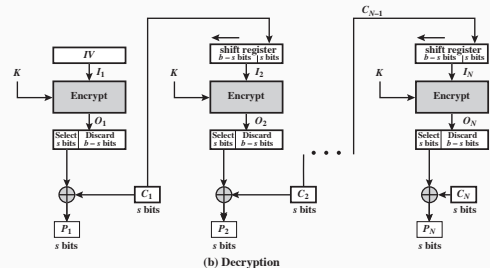 C_{N-1}
IV
shift register
b – s bits | s bits
shift register
b – s bits | s bits
K
I_1
K
I_2
K
I_N
Encrypt
Encrypt
Encrypt
O_1
O_2
O_N
Select Discard
s bits b – s bits
Select Discard
s bits b – s bits
Select Discard
s bits b – s bits
• • •
C_1
C_2
C_N
s bits
s bits
s bits
P_1
P_2
P_N
s bits
s bits
s bits
(b) Decryption